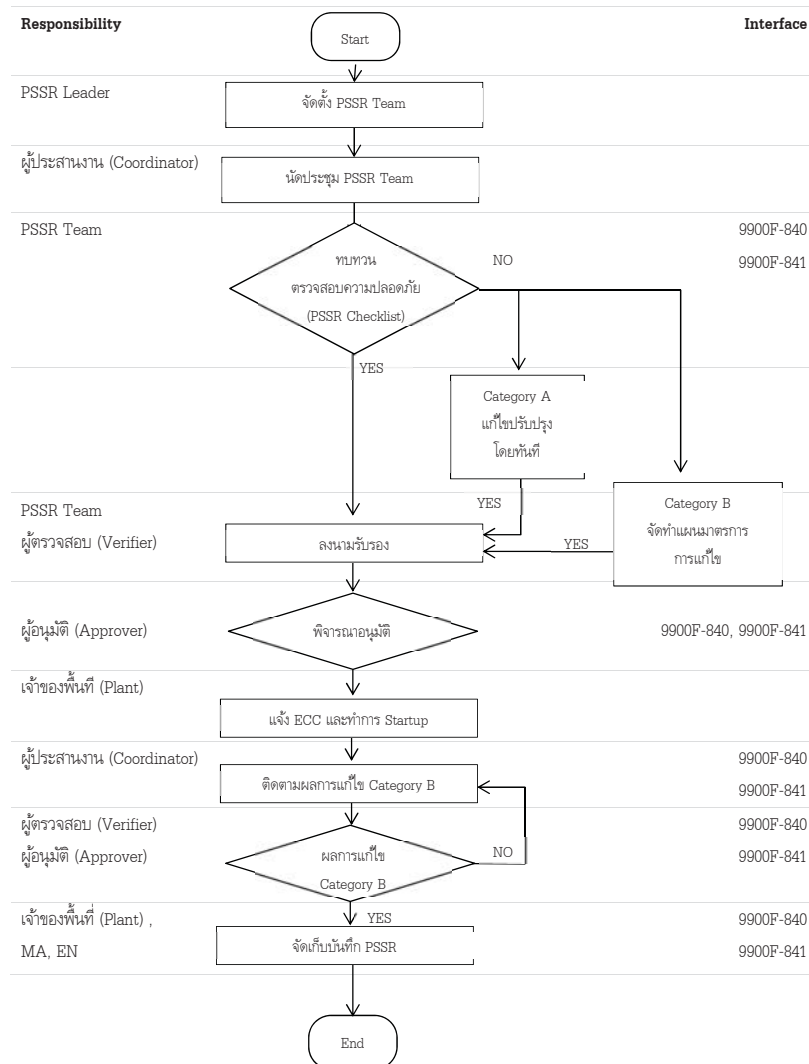 Responsibility
Start
Interface
PSSR Leader
จัดตั้ง PSSR Team
ผู้ประสานงาน (Coordinator)
นัดประชุม PSSR Team
PSSR Team
9900F-840
ทบทวน
NO
9900F-841
ตรวจสอบความปลอดภัย
(PSSR Checklist)
YES
Category A
แก้ไขปรับปรุง
โดยทันที
PSSR Team
YES
Category B
ผู้ตรวจสอบ (Verifier)
ลงนามรับรอง
YES
จัดทำแผนมาตรการ
การแก้ไข
ผู้อนุมัติ (Approver)
พิจารณาอนุมัติ
9900F-840, 9900F-841
เจ้าของพื้นที่ (Plant)
แจ้ง ECC และทำการ Startup
ผู้ประสานงาน (Coordinator)
9900F-840
ติดตามผลการแก้ไข Category B
9900F-841
ผู้ตรวจสอบ (Verifier)
9900F-840
ผู้อนุมัติ (Approver)
ผลการแก้ไข
NO
9900F-841
Category B
เจ้าของพื้นที่ (Plant) ,
YES
9900F-840
MA, EN
จัดเก็บบันทึก PSSR
9900F-841
End